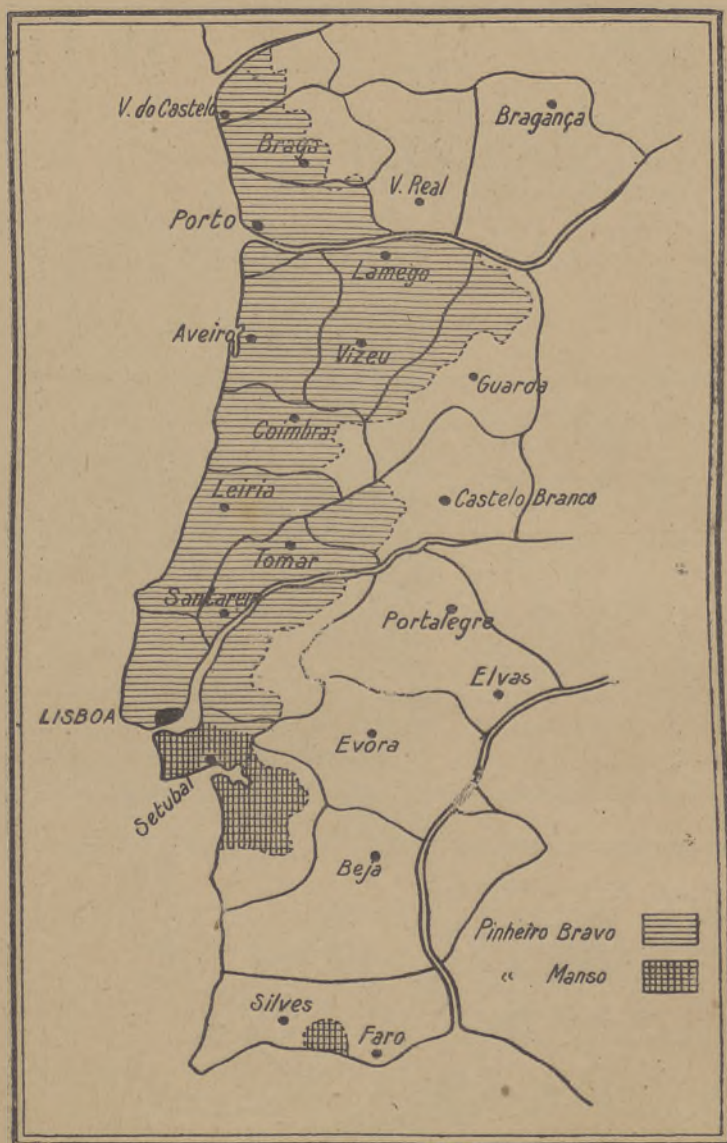 V. do Castelo
Bragança
Braga
V. Real
Porto
Lamego
Aveiro
Vizeu
Guarda
Coimbra
Leiria
Castelo Branco
Tomar
Santarem
Portalegre
Elvas
LISBOA
Evora
Setubal
Beja
Pinheiro Bravo
“ Manso
Silves
Faro